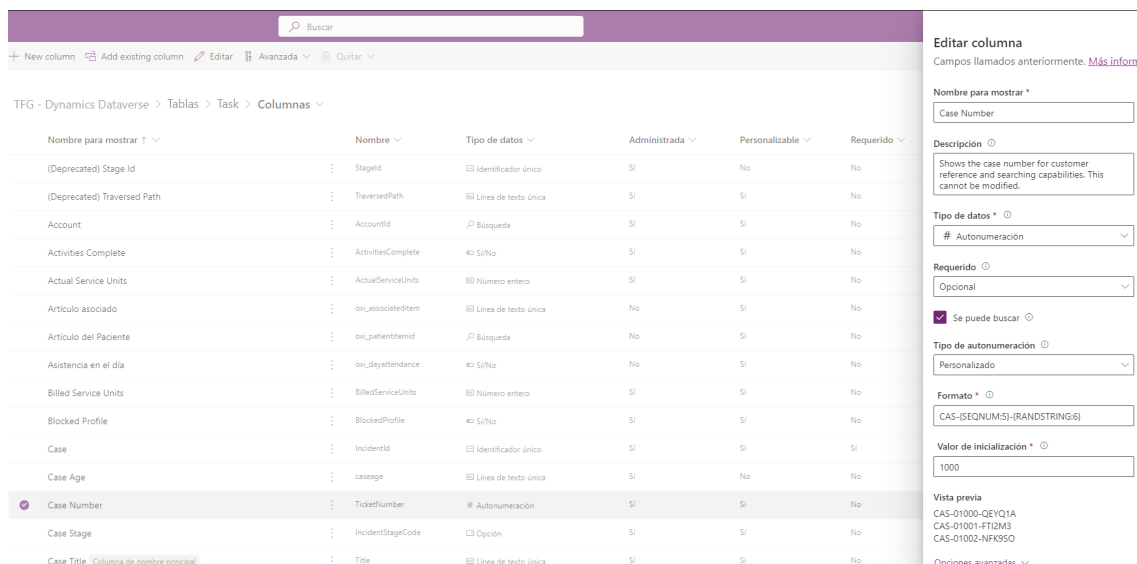 Buscar
New column Add existing column Editar Avanzada Quitar
TFG - Dynamics Dataverse > Tablas > Task > Columnas
Nombre para mostrar ↑ Nombre Tipo de datos Administrada Personalizable Requerido
(Deprecated) Stage Id StageId Identificador único Sí No No
(Deprecated) Traversed Path TraversedPath Línea de texto única Sí Sí No
Account AccountId Búsqueda Sí Sí No
Activities Complete ActivitiesComplete Sí/No Sí Sí No
Actual Service Units ActualServiceUnits Número entero Sí Sí No
Artículo asociado oxi_associateditem Línea de texto única No Sí No
Artículo del Paciente oxi_patientitemid Búsqueda No Sí No
Asistencia en el día oxi_dayattendance Sí/No No Sí No
Billed Service Units BilledServiceUnits Número entero Sí Sí No
Blocked Profile BlockedProfile Sí/No Sí Sí No
Case IncidentId Identificador único Sí Sí Sí
Case Age caseage Línea de texto única Sí No No
Case Number TicketNumber # Autonumeración Sí Sí No
Case Stage IncidentStageCode Opción Sí Sí No
Case Title Columna de nombre principal Title Línea de texto única Sí Sí No
Editar columna
Campos llamados anteriormente. Más inform
Nombre para mostrar *
Case Number
Descripción
Shows the case number for customer
reference and searching capabilities. This
cannot be modified.
Tipo de datos *
# Autonumeración
Requerido
Opcional
Se puede buscar
Tipo de autonumeración
Personalizado
Formato *
CAS-{SEQNUM:5}-{RANDSTRING:6}
Valor de inicialización *
1000
Vista previa
CAS-01000-QEYQ1A
CAS-01001-FTI2M3
CAS-01002-NFK9SO
Opciones avanzadas